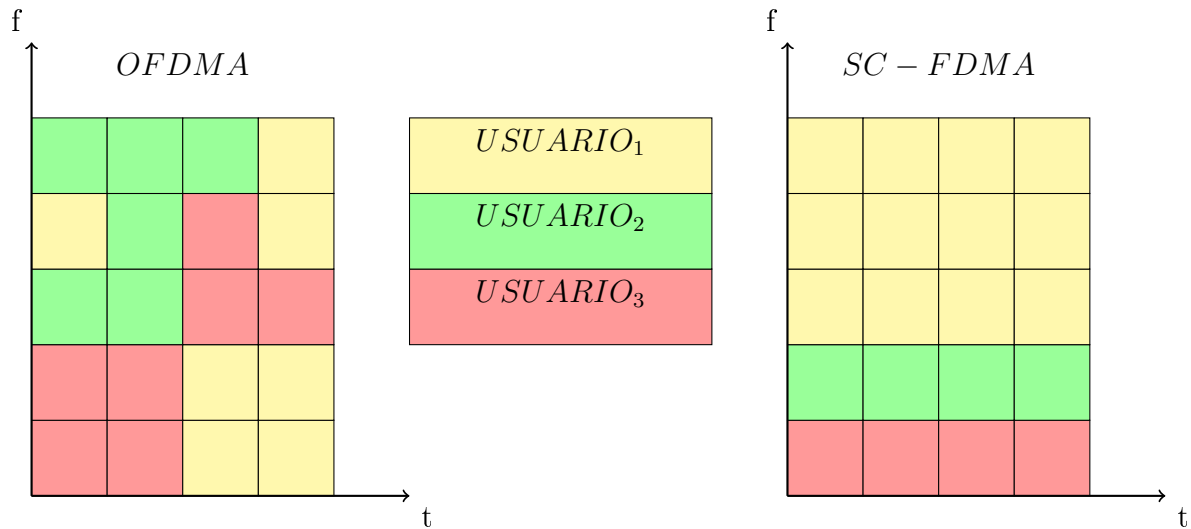 f
OFDMA
USUARIO₁
USUARIO₂
USUARIO₃
t
f
SC − FDMA
t